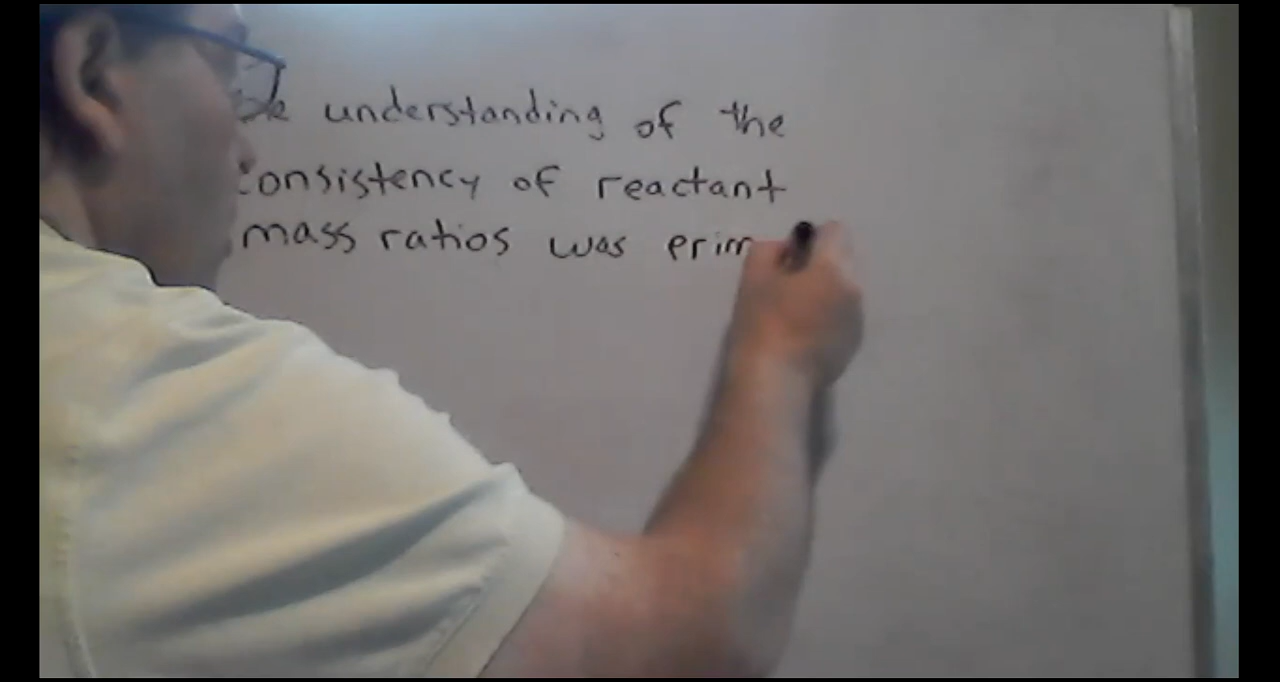 understanding of the
consistency of reactant
mass ratios was prim